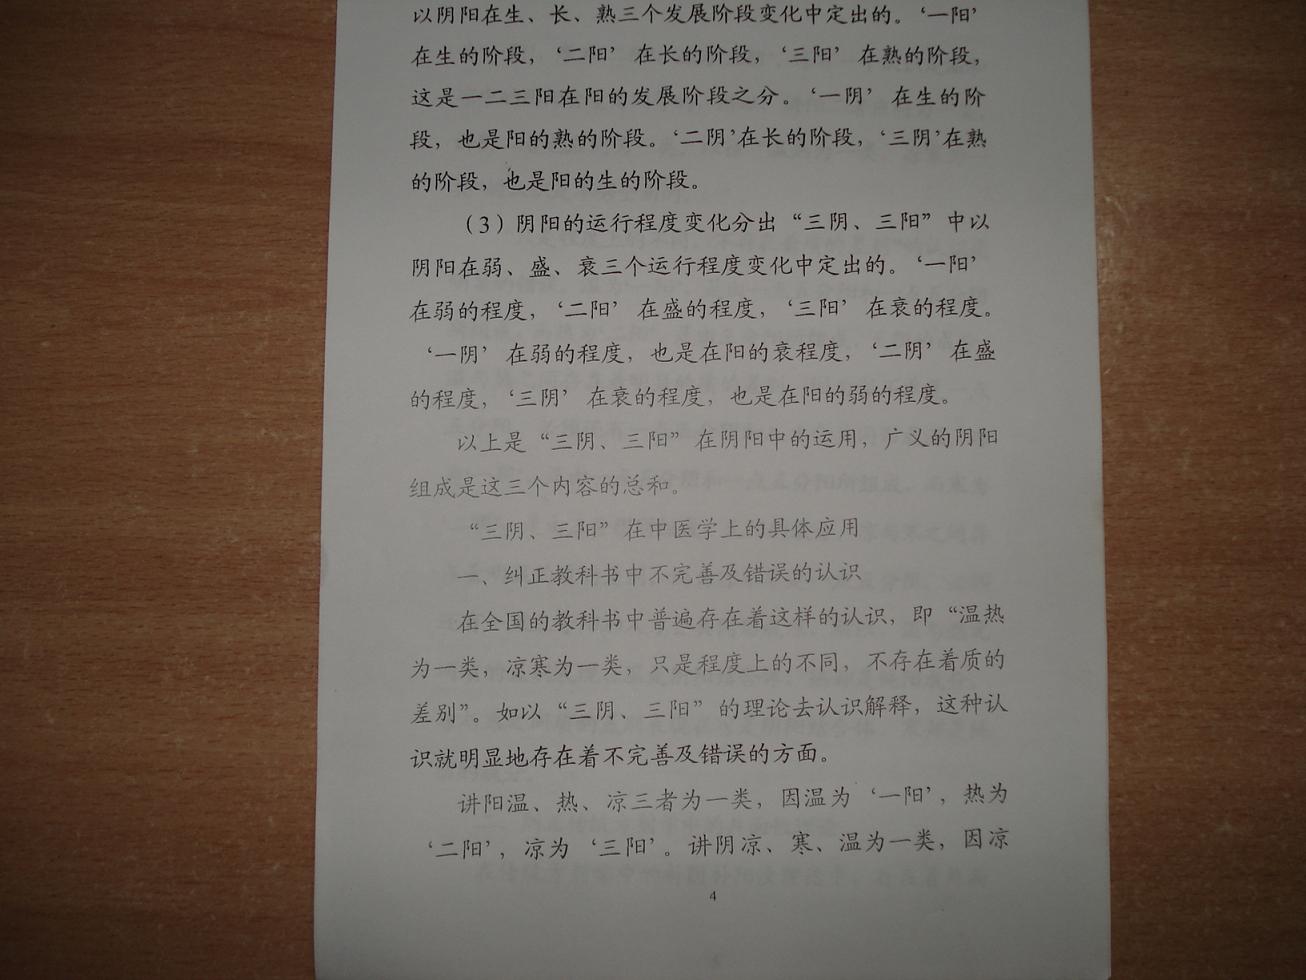 以阴阳在生、长、熟三个发展阶段变化中定出的。‘一阳’
在生的阶段，‘二阳’ 在长的阶段，‘三阳’ 在熟的阶段，
这是一二三阳在阳的发展阶段之分。‘一阴’ 在生的阶
段，也是阳的熟的阶段。‘二阴’在长的阶段，‘三阴’在熟
的阶段，也是阳的生的阶段。
（3）阴阳的运行程度变化分出“三阴、三阳”中以
阴阳在弱、盛、衰三个运行程度变化中定出的。‘一阳’
在弱的程度，‘二阳’ 在盛的程度，‘三阳’ 在衰的程度。
‘一阴’ 在弱的程度，也是在阳的衰程度，‘二阴’ 在盛
的程度，‘三阴’ 在衰的程度，也是在阳的弱的程度。
以上是“三阴、三阳”在阴阳中的运用，广义的阴阳
组成是这三个内容的总和。
“三阴、三阳”在中医学上的具体应用
一、纠正教科书中不完善及错误的认识
在全国的教科书中普遍存在着这样的认识，即“温热
为一类，凉寒为一类，只是程度上的不同，不存在着质的
差别”。如以“三阴、三阳”的理论去认识解释，这种认
识就明显地存在着不完善及错误的方面。
讲阳温、热、凉三者为一类，因温为‘一阳’，热为
‘二阳’，凉为 ‘三阳’。讲阴凉、寒、温为一类，因凉
4